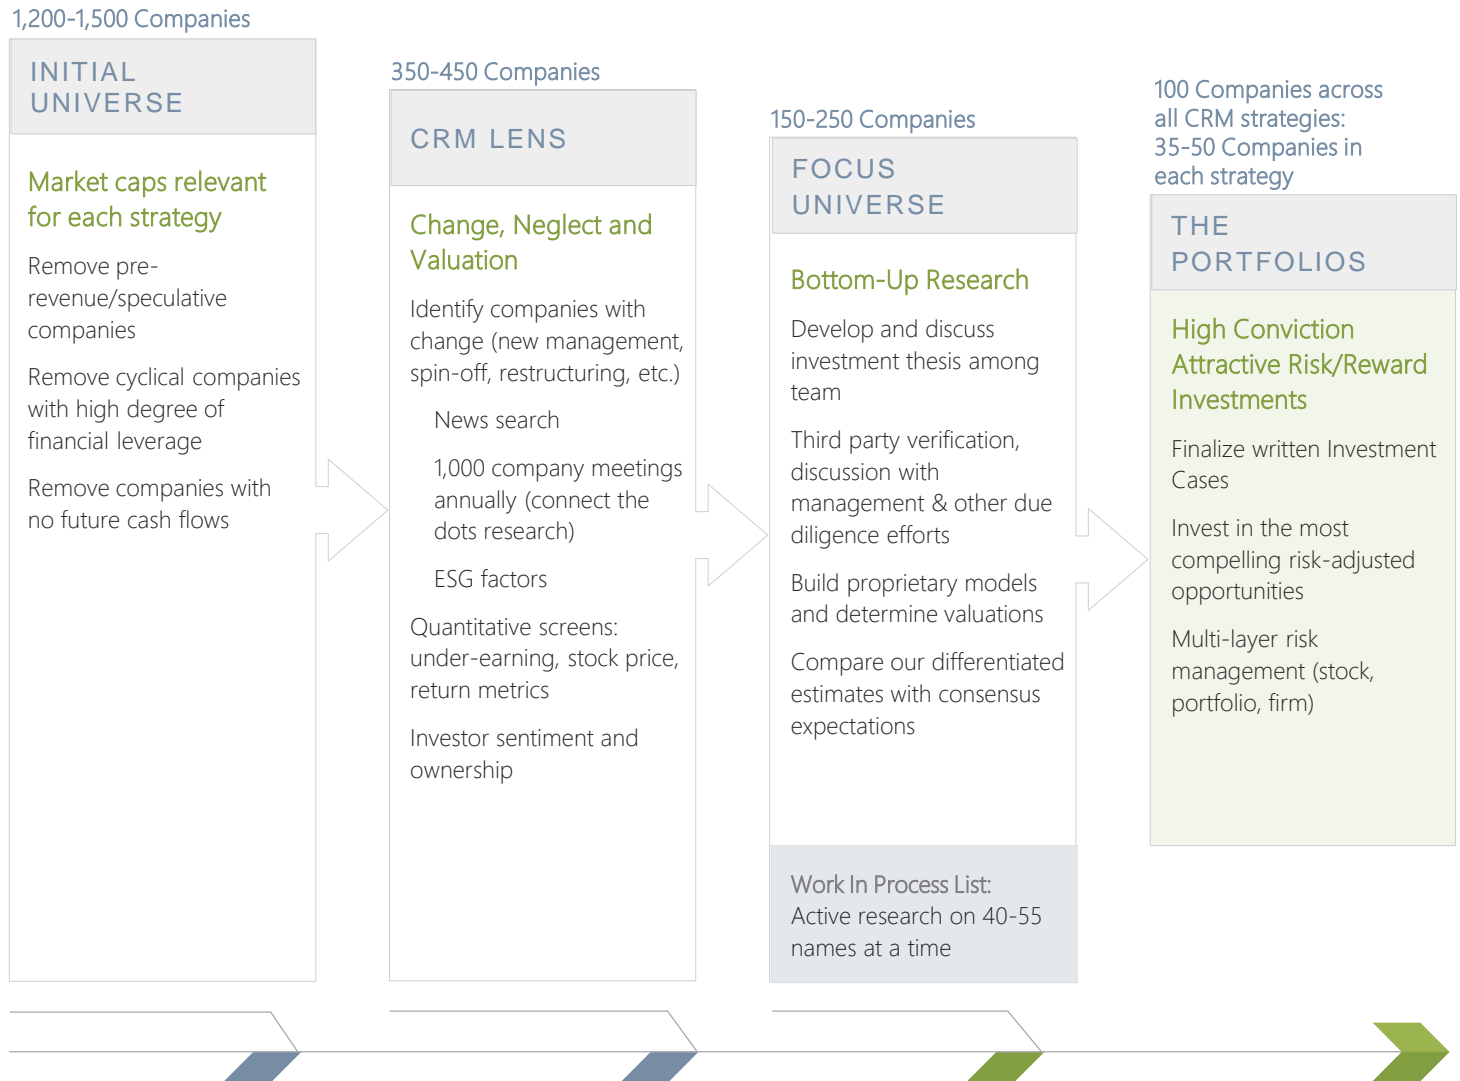 1,200-1,500 Companies
INITIAL
UNIVERSE
Market caps relevant
for each strategy
Remove pre-
revenue/speculative
companies
Remove cyclical companies
with high degree of
financial leverage
Remove companies with
no future cash flows
350-450 Companies
CRM LENS
Change, Neglect and
Valuation
Identify companies with
change (new management,
spin-off, restructuring, etc.)
News search
1,000 company meetings
annually (connect the
dots research)
ESG factors
Quantitative screens:
under-earning, stock price,
return metrics
Investor sentiment and
ownership
150-250 Companies
FOCUS
UNIVERSE
Bottom-Up Research
Develop and discuss
investment thesis among
team
Third party verification,
discussion with
management & other due
diligence efforts
Build proprietary models
and determine valuations
Compare our differentiated
estimates with consensus
expectations
Work In Process List:
Active research on 40-55
names at a time
100 Companies across
all CRM strategies:
35-50 Companies in
each strategy
THE
PORTFOLIOS
High Conviction
Attractive Risk/Reward
Investments
Finalize written Investment
Cases
Invest in the most
compelling risk-adjusted
opportunities
Multi-layer risk
management (stock,
portfolio, firm)